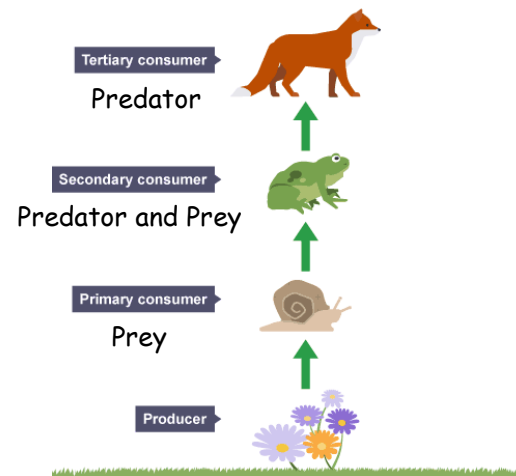 Tertiary consumer
Predator
Secondary consumer
Predator and Prey
Primary consumer
Prey
Producer